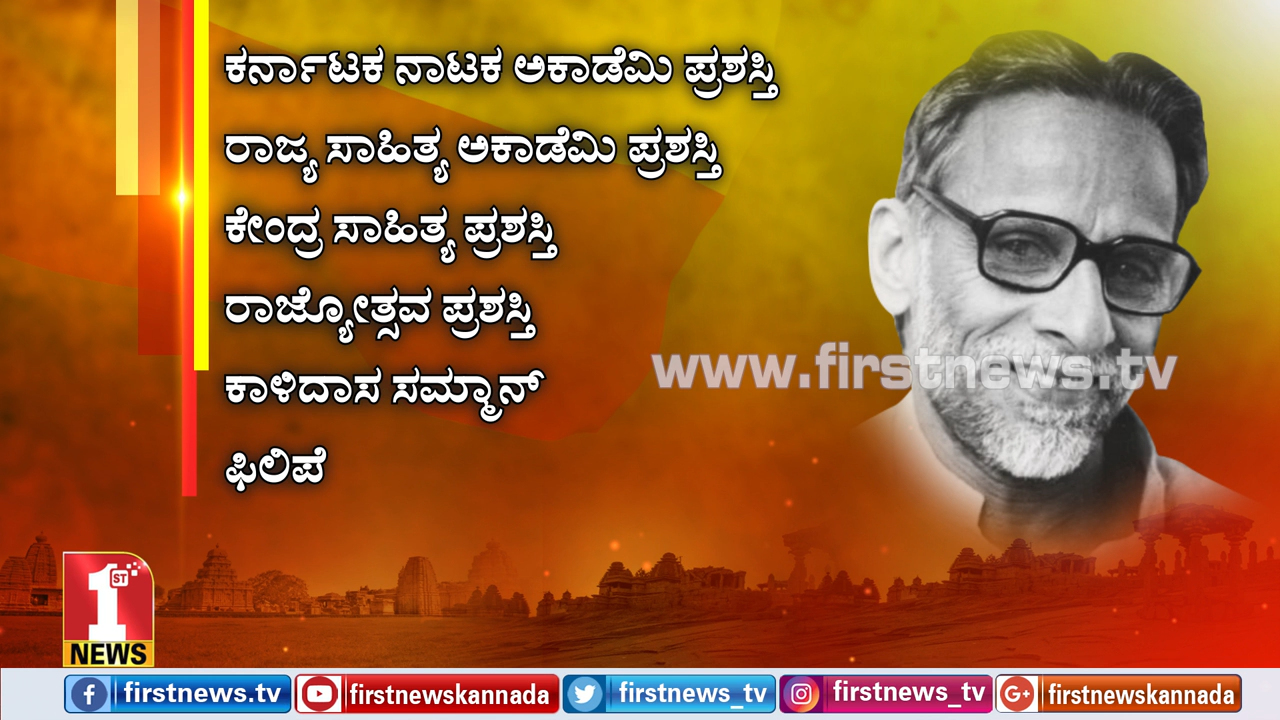 ಕರ್ನಾಟಕ ನಾಟಕ ಅಕಾಡೆಮಿ ಪ್ರಶಸ್ತಿ
ರಾಜ್ಯ ಸಾಹಿತ್ಯ ಅಕಾಡೆಮಿ ಪ್ರಶಸ್ತಿ
ಕೇಂದ್ರ ಸಾಹಿತ್ಯ ಪ್ರಶಸ್ತಿ
ರಾಜ್ಯೋತ್ಸವ ಪ್ರಶಸ್ತಿ
www.firstnews.tv
ಕಾಳಿದಾಸ ಸಮ್ಮಾನ್
ಫಿಲಿಪೆ
1ST
NEWS
firstnews.tv firstnewskannada firstnews_tv firstnews_tv firstnewskannada